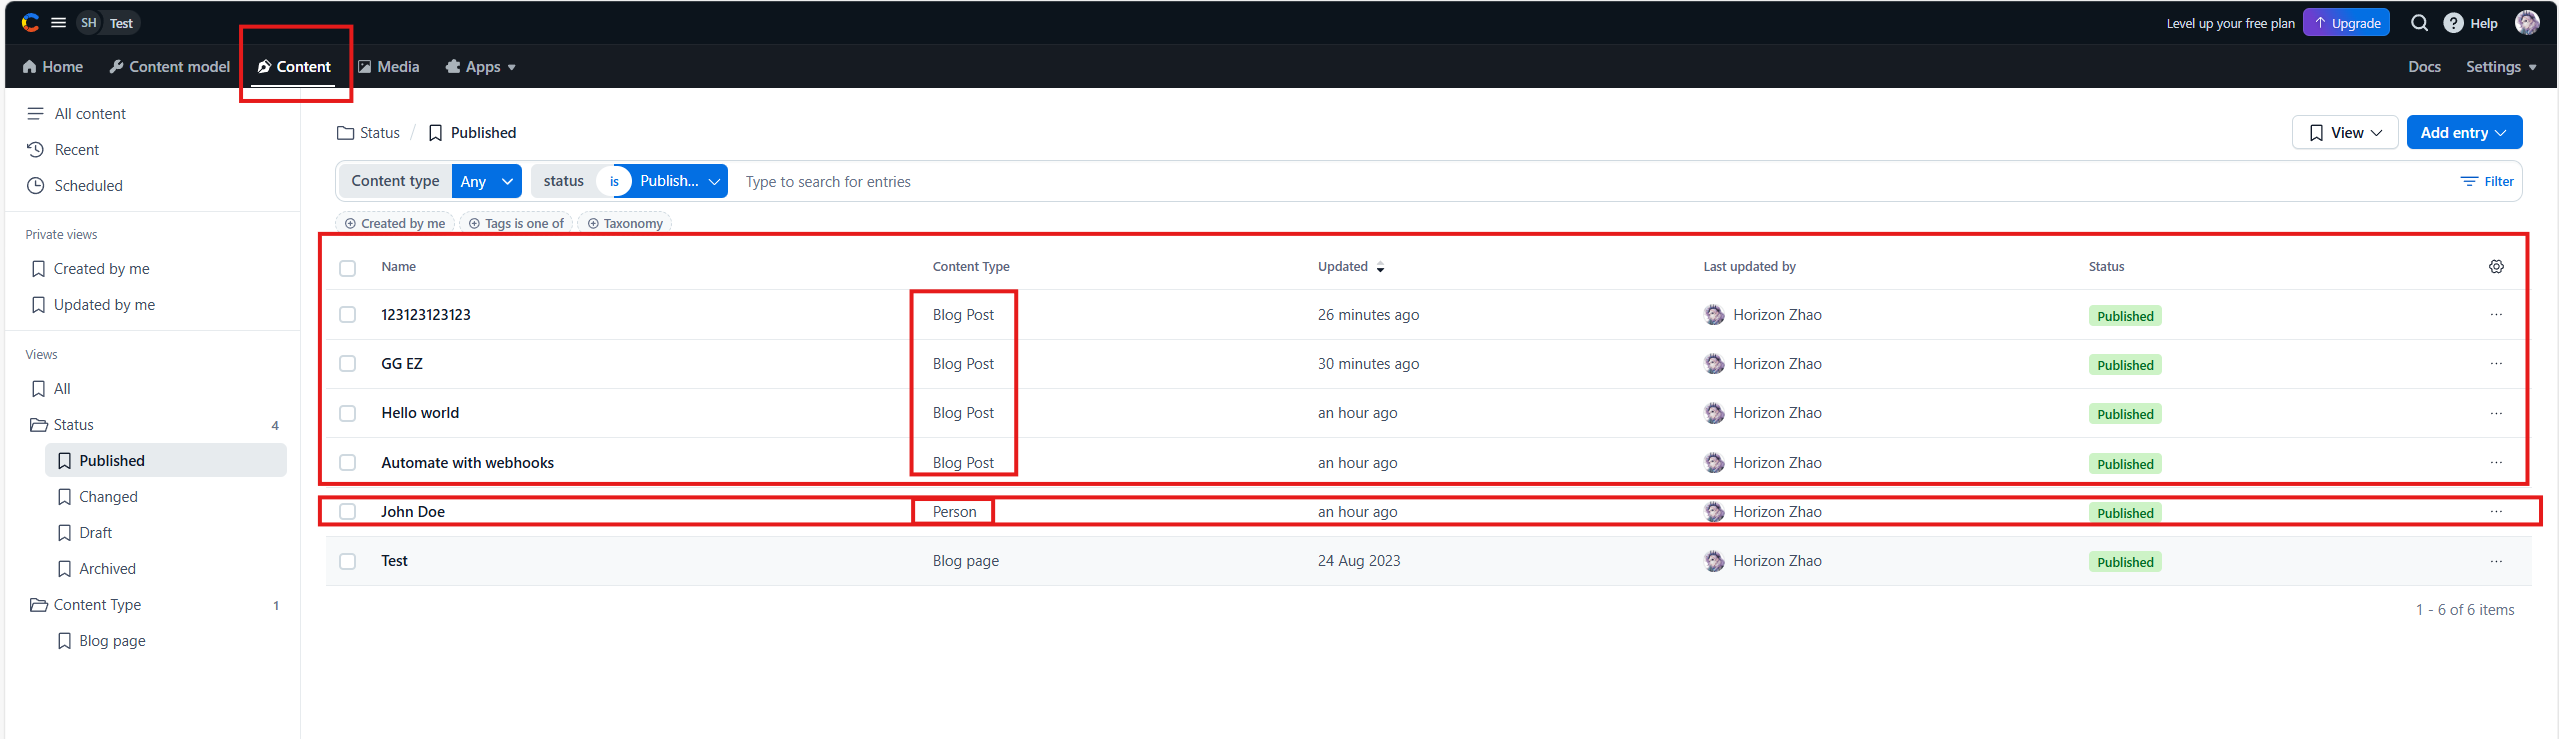 SH Test
Level up your free plan
Upgrade
Help
Home
Content model
Content
Media
Apps
Docs
Settings
All content
Recent
Scheduled
Private views
Created by me
Updated by me
Views
All
Status 4
Published
Changed
Draft
Archived
Content Type 1
Blog page
Status / Published
View
Add entry
Content type Any status is Publish... Type to search for entries
Filter
Created by me Tags is one of Taxonomy
Name Content Type Updated Last updated by Status
123123123123 Blog Post 26 minutes ago Horizon Zhao Published ...
GG EZ Blog Post 30 minutes ago Horizon Zhao Published ...
Hello world Blog Post an hour ago Horizon Zhao Published ...
Automate with webhooks Blog Post an hour ago Horizon Zhao Published ...
John Doe Person an hour ago Horizon Zhao Published ...
Test Blog page 24 Aug 2023 Horizon Zhao Published ...
1 - 6 of 6 items